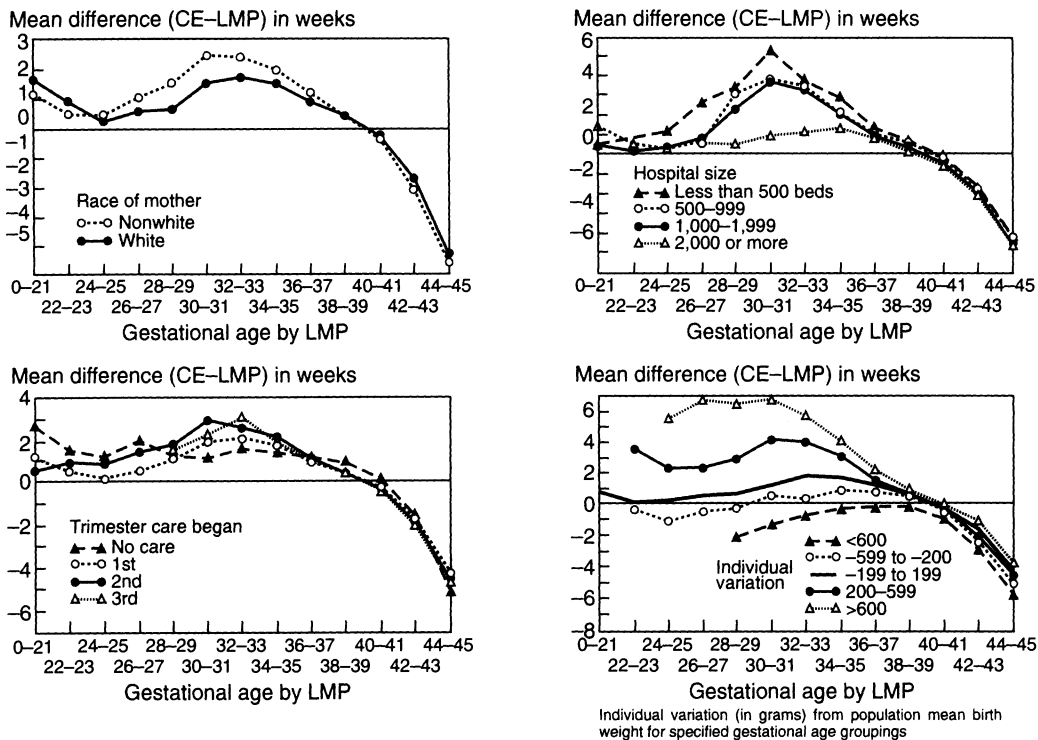 Mean difference (CE–LMP) in weeks
3
2
1
0
–1
–2
–3
–4
–5
Race of mother
Nonwhite
White
0–21 24–25 28–29 32–33 36–37 40–41 44–45
22–23 26–27 30–31 34–35 38–39 42–43
Gestational age by LMP
Mean difference (CE–LMP) in weeks
6
4
2
0
–2
–4
–6
Hospital size
Less than 500 beds
500–999
1,000–1,999
2,000 or more
0–21 24–25 28–29 32–33 36–37 40–41 44–45
22–23 26–27 30–31 34–35 38–39 42–43
Gestational age by LMP
Mean difference (CE–LMP) in weeks
4
2
0
–2
–4
–6
Trimester care began
No care
1st
2nd
3rd
0–21 24–25 28–29 32–33 36–37 40–41 44–45
22–23 26–27 30–31 34–35 38–39 42–43
Gestational age by LMP
Mean difference (CE–LMP) in weeks
6
4
2
0
–2
–4
–6
–8
Individual
variation
<600
–599 to –200
–199 to 199
200–599
>600
0–21 24–25 28–29 32–33 36–37 40–41 44–45
22–23 26–27 30–31 34–35 38–39 42–43
Gestational age by LMP
Individual variation (in grams) from population mean birth
weight for specified gestational age groupings